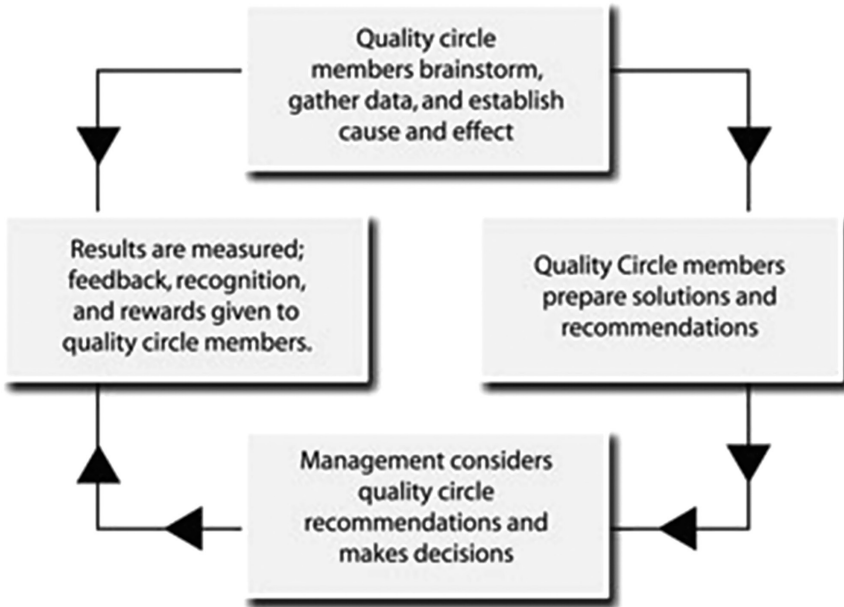 Quality circle
members brainstorm,
gather data, and establish
cause and effect
Results are measured;
feedback, recognition,
and rewards given to
quality circle members.
Quality Circle members
prepare solutions and
recommendations
Management considers
quality circle
recommendations and
makes decisions